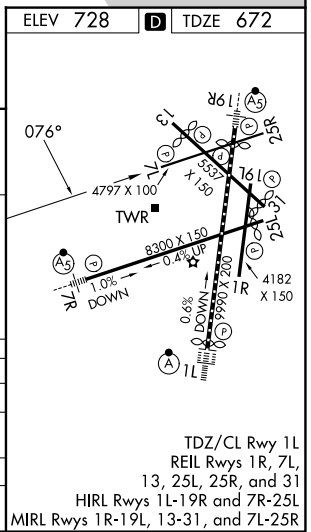 ELEV 728 D TDZE 672
19R
A5
13
P
25R
P
P
076°
7L
P
5537 X 150
19L
4797 X 100
TWR
P
25L
31
A5
P
8300 X 150
0.4% UP
1.0% DOWN
7R
1R
4182 X 150
0.6% DOWN
9990 X 200
P
A
1L
TDZ/CL Rwy 1L
REIL Rwys 1R, 7L,
13, 25L, 25R, and 31
HIRL Rwys 1L-19R and 7R-25L
MIRL Rwys 1R-19L, 13-31, and 7L-25R